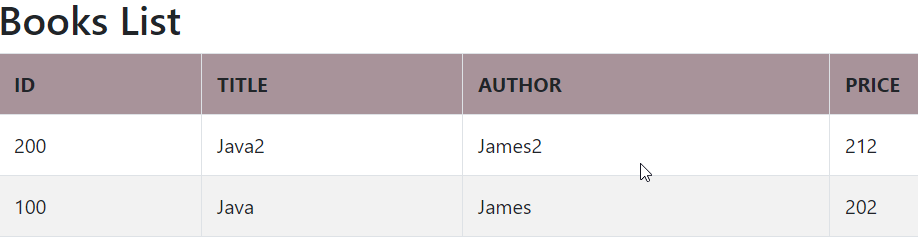 Books List
ID TITLE AUTHOR PRICE
200 Java2 James2 212
100 Java James 202